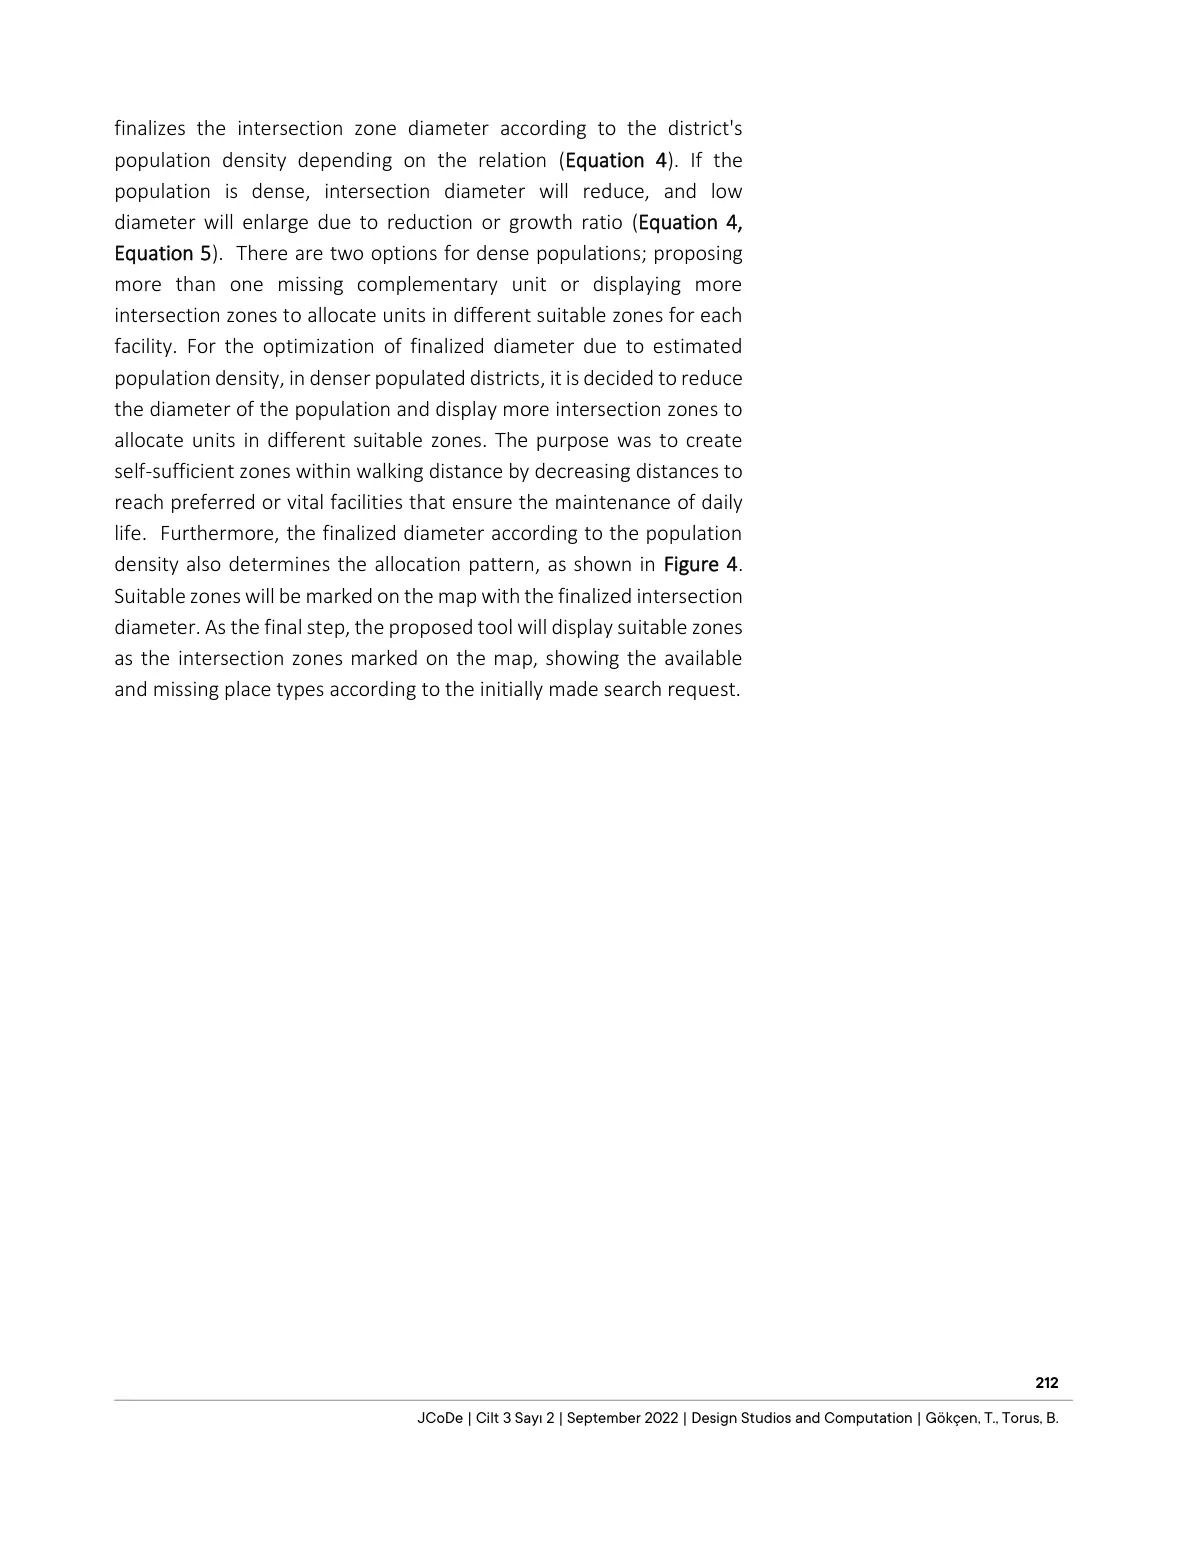 finalizes the intersection zone diameter according to the district's
population density depending on the relation (Equation 4). If the
population is dense, intersection diameter will reduce, and low
diameter will enlarge due to reduction or growth ratio (Equation 4,
Equation 5).  There are two options for dense populations; proposing
more than one missing complementary unit or displaying more
intersection zones to allocate units in different suitable zones for each
facility. For the optimization of finalized diameter due to estimated
population density, in denser populated districts, it is decided to reduce
the diameter of the population and display more intersection zones to
allocate units in different suitable zones. The purpose was to create
self-sufficient zones within walking distance by decreasing distances to
reach preferred or vital facilities that ensure the maintenance of daily
life.  Furthermore, the finalized diameter according to the population
density also determines the allocation pattern, as shown in Figure 4.
Suitable zones will be marked on the map with the finalized intersection
diameter. As the final step, the proposed tool will display suitable zones
as the intersection zones marked on the map, showing the available
and missing place types according to the initially made search request.
212
JCoDe | Cilt 3 Sayı 2 | September 2022 | Design Studios and Computation | Gökçen, T., Torus, B.